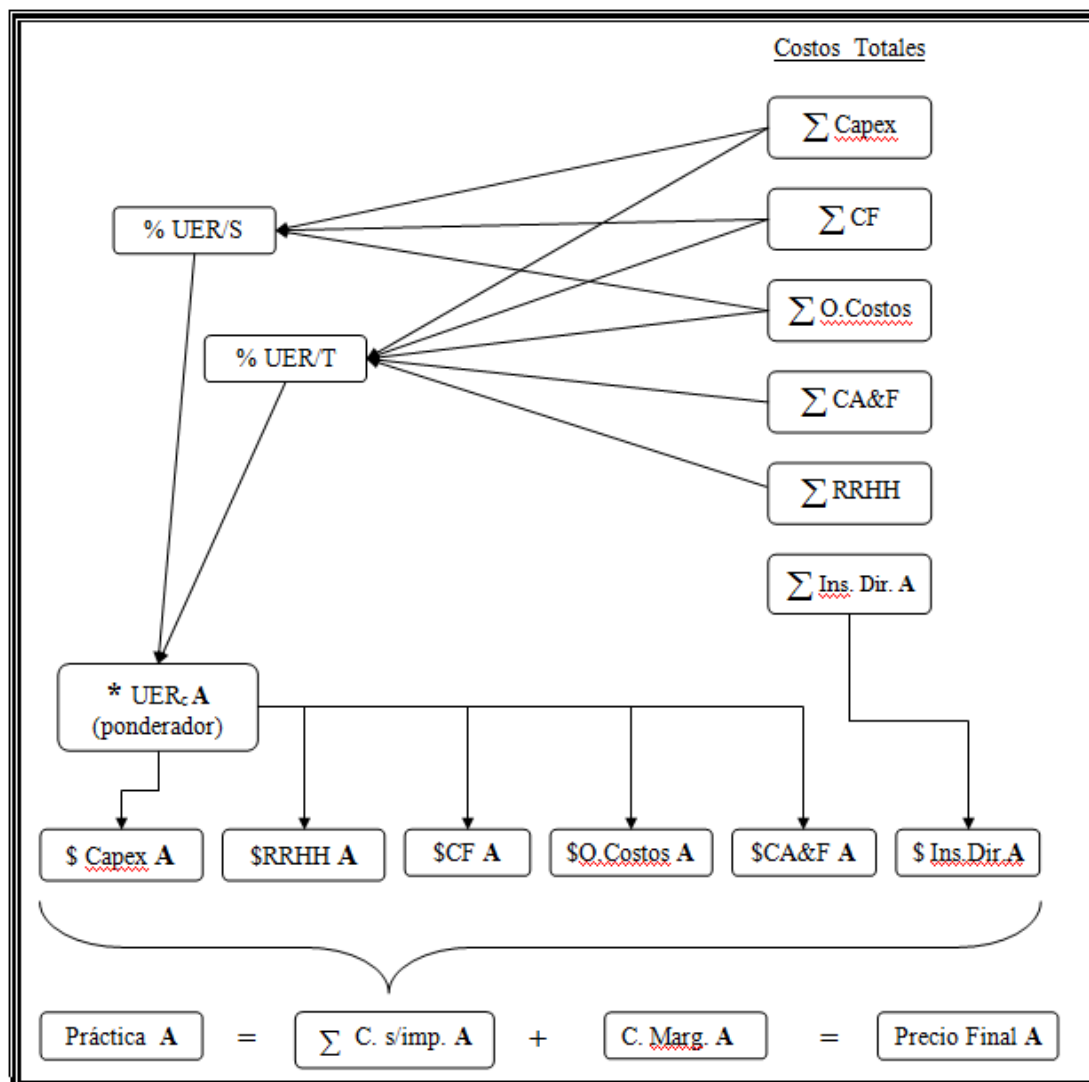 Costos Totales
∑ Capex
∑ CF
% UER/S
∑ O.Costos
% UER/T
∑ CA&F
∑ RRHH
∑ Ins. Dir. A
* UERc A
(ponderador)
$ Capex A
$RRHH A
$CF A
$O.Costos A
$CA&F A
$ Ins.Dir.A
Práctica A = ∑ C. s/imp. A + C. Marg. A = Precio Final A